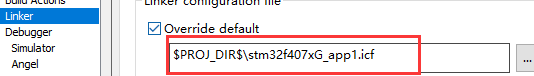 Build Actions
Linker
Debugger
Simulator
Angel
Linker configuration file
Override default
$PROJ_DIR$\stm32f407xG_app1.icf
...